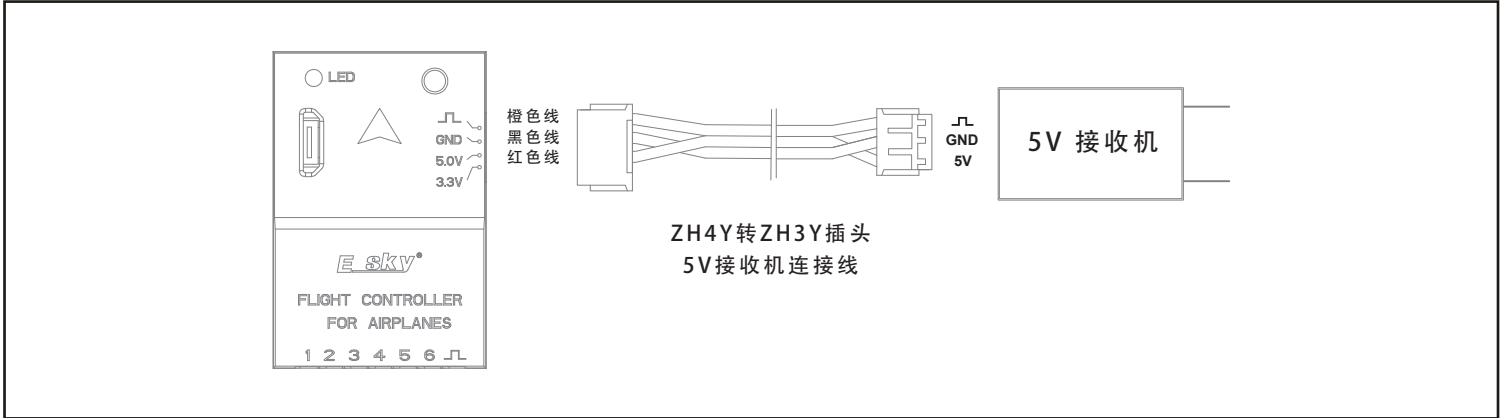 LED
GND
5.0V
3.3V
E sky®
FLIGHT CONTROLLER
FOR AIRPLANES
1 2 3 4 5 6
橙色线
黑色线
红色线
ZH4Y转ZH3Y插头
5V接收机连接线
GND
5V
5V 接收机